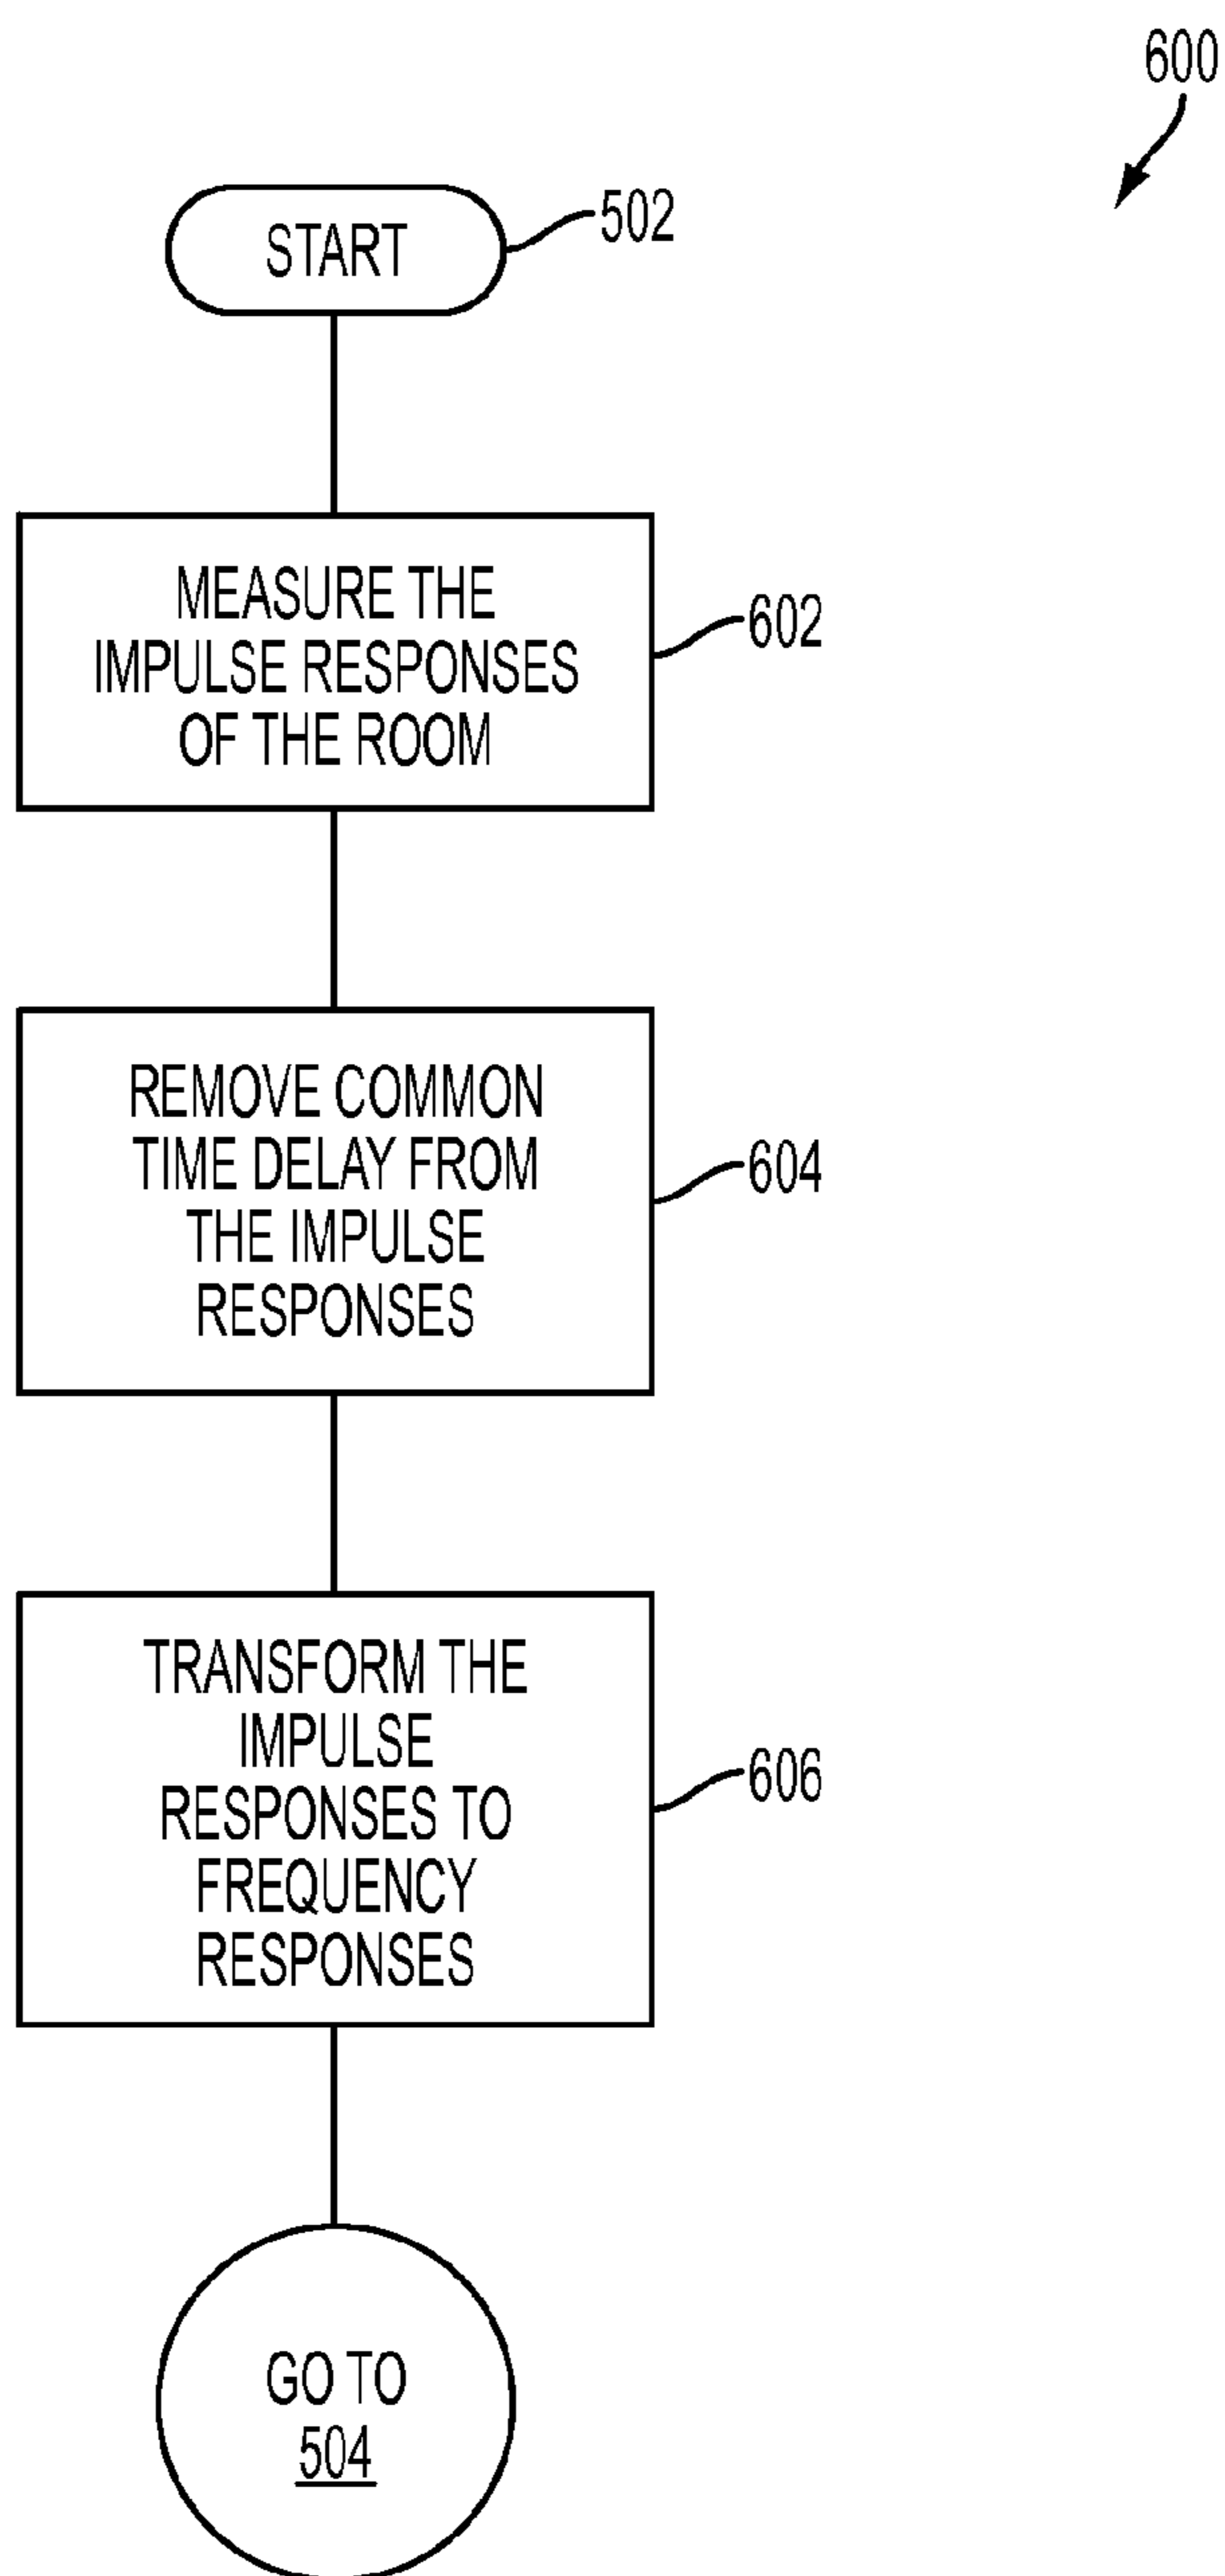 600
START
502
MEASURE THE
IMPULSE RESPONSES
OF THE ROOM
602
REMOVE COMMON
TIME DELAY FROM
THE IMPULSE
RESPONSES
604
TRANSFORM THE
IMPULSE
RESPONSES TO
FREQUENCY
RESPONSES
606
GO TO
504